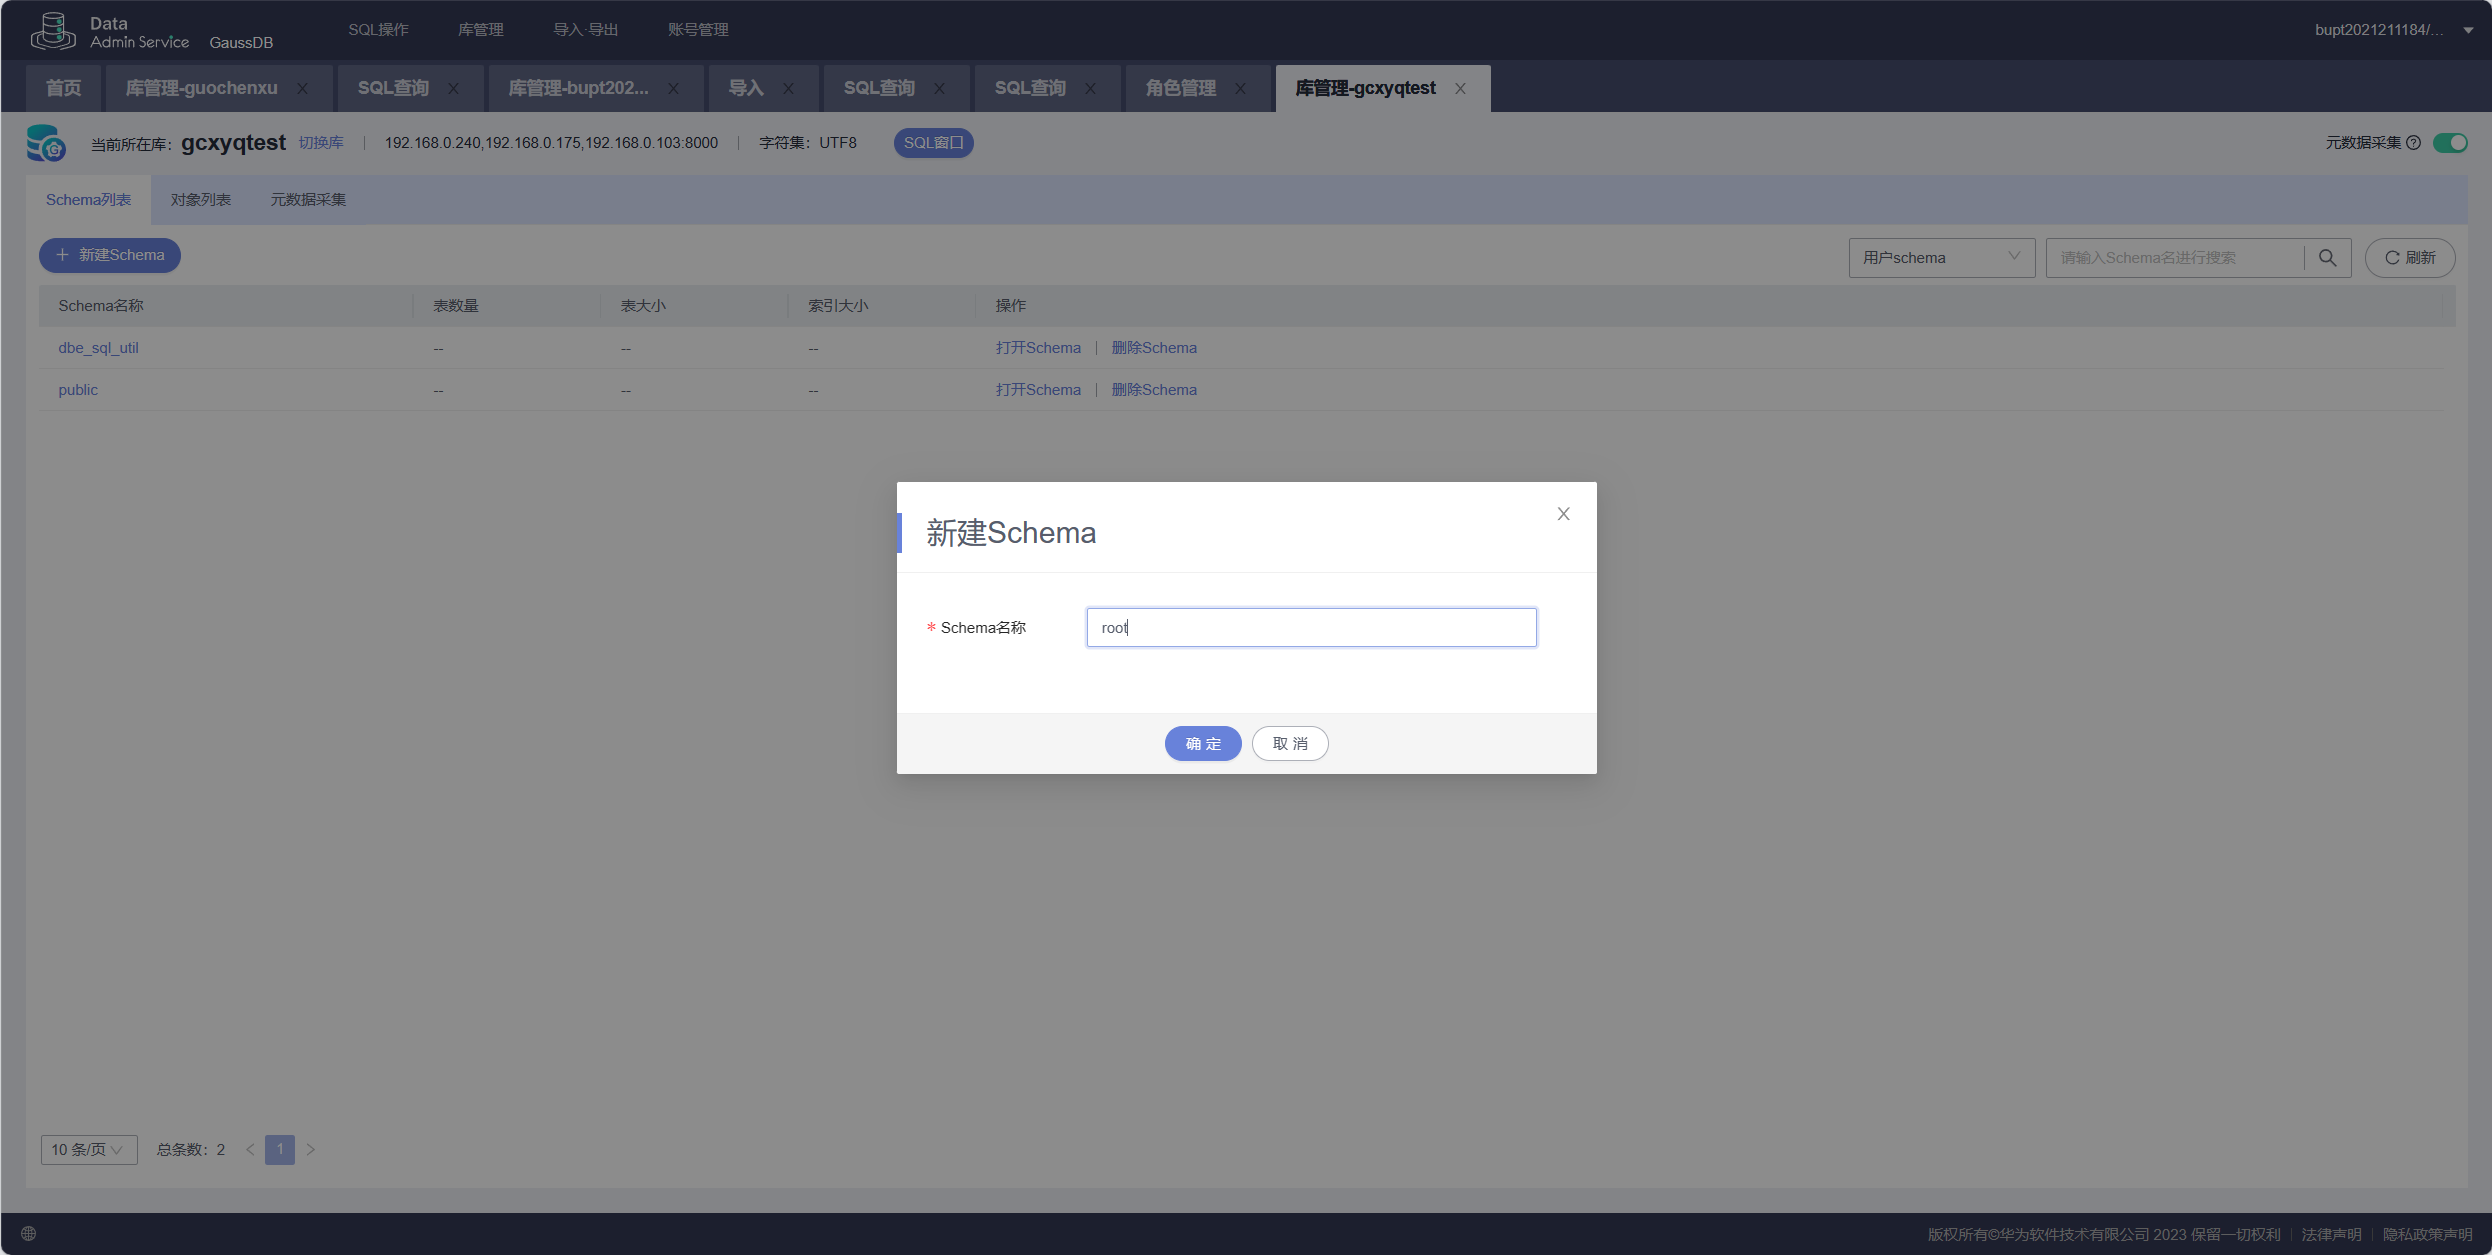 Data
Admin Service GaussDB
SQL操作 库管理 导入·导出 账号管理
bupt2021211184/...
首页 库管理-guochenxu SQL查询 库管理-bupt202... 导入 SQL查询 SQL查询 角色管理 库管理-gcxyqtest
当前所在库: gcxyqtest 切换库 192.168.0.240,192.168.0.175,192.168.0.103:8000 字符集: UTF8 SQL窗口 元数据采集
Schema列表 对象列表 元数据采集
新建Schema 用户schema 请输入Schema名进行搜索 刷新
Schema名称 表数量 表大小 索引大小 操作
dbe_sql_util -- -- -- 打开Schema 删除Schema
public -- -- -- 打开Schema 删除Schema
新建Schema
* Schema名称 root
确 定 取 消
10 条/页 总条数: 2 < 1 >
版权所有©华为软件技术有限公司 2023 保留一切权利 | 法律声明 | 隐私政策声明